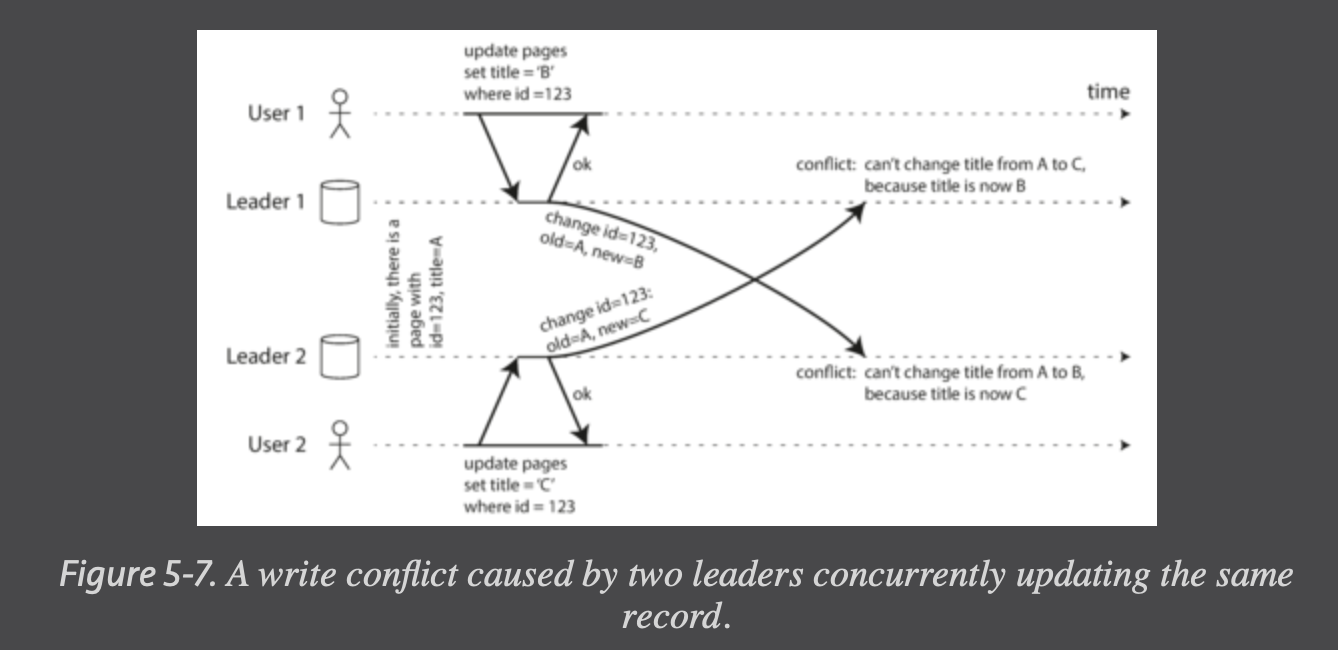 update pages
set title = 'B'
where id =123
time
User 1
ok
conflict: can't change title from A to C,
because title is now B
Leader 1
change id=123,
old=A, new=B
initially, there is a
page with
id=123, title=A
change id=123:
old=A, new=C
Leader 2
conflict: can't change title from A to B,
because title is now C
ok
User 2
update pages
set title = 'C'
where id = 123
Figure 5-7. A write conflict caused by two leaders concurrently updating the same
record.